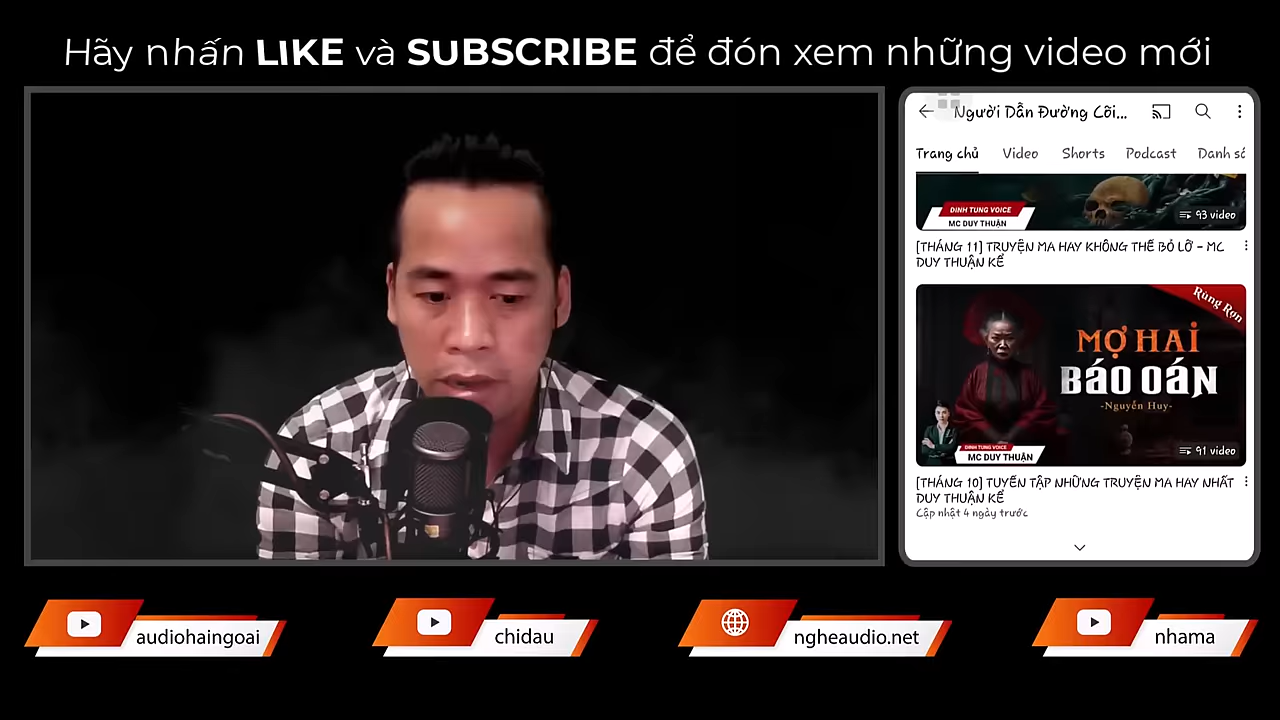 Hãy nhấn LIKE và SUBSCRIBE để đón xem những video mới
Người Dẫn Đường Cõi...
Trang chủ Video Shorts Podcast Danh sá
DINH TUNG VOICE
MC DUY THUẬN
93 video
[THÁNG 11] TRUYỆN MA HAY KHÔNG THỂ BỎ LỠ - MC
DUY THUẬN KỂ
Rùng Rợn
MỢ HAI
BÁO OÁN
-Nguyễn Huy-
DINH TUNG VOICE
MC DUY THUẬN
91 video
[THÁNG 10] TUYỂN TẬP NHỮNG TRUYỆN MA HAY NHẤT
DUY THUẬN KỂ
Cập nhật 4 ngày trước
audiohaingoai
chidau
ngheaudio.net
nhama